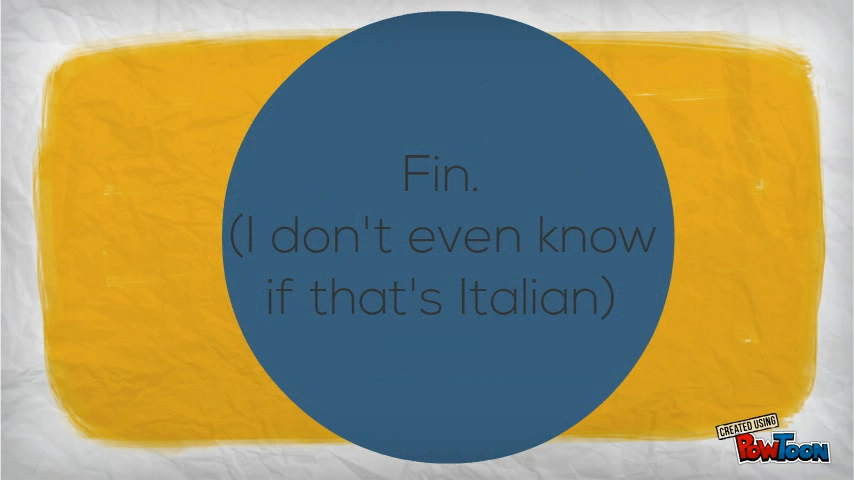 Fin.
(I don't even know
if that's Italian)
CREATED USING
POWTOON